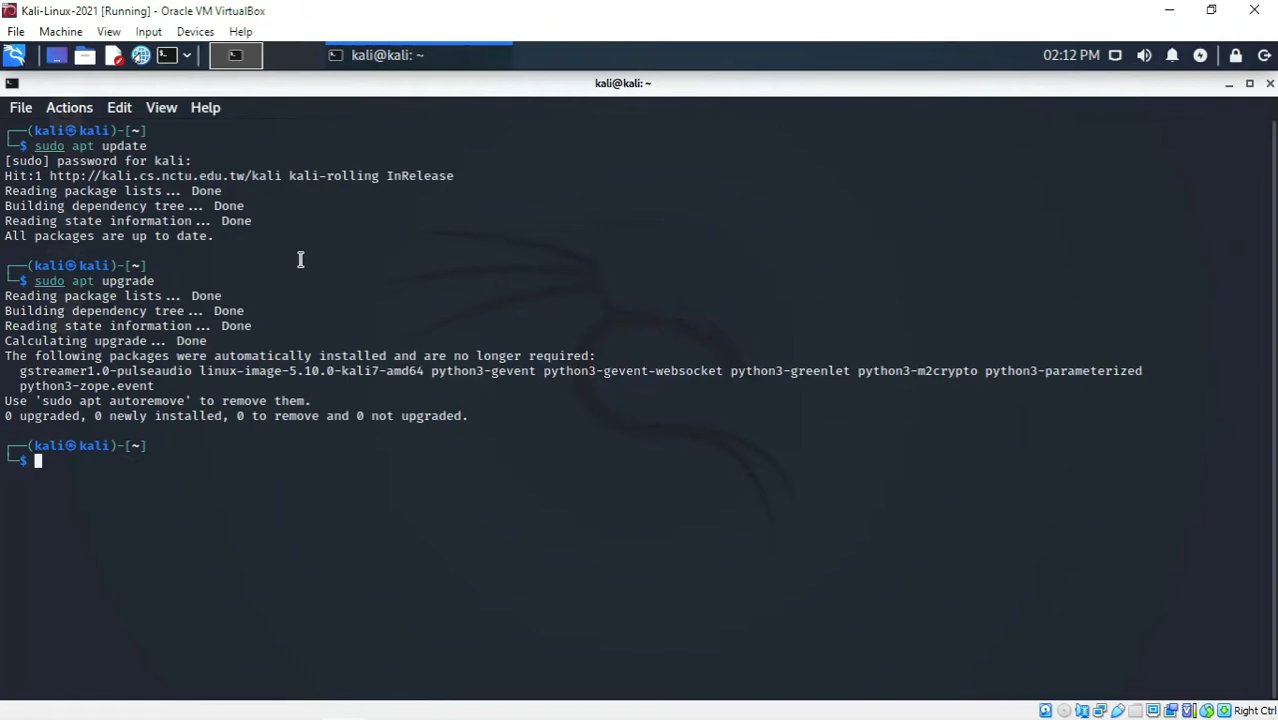 Kali-Linux-2021 [Running] - Oracle VM VirtualBox
File Machine View Input Devices Help
kali@kali: ~ 02:12 PM
kali@kali: ~
File Actions Edit View Help
┌──(kali㉿kali)-[~]
└─$ sudo apt update
[sudo] password for kali:
Hit:1 http://kali.cs.nctu.edu.tw/kali kali-rolling InRelease
Reading package lists... Done
Building dependency tree... Done
Reading state information... Done
All packages are up to date.
┌──(kali㉿kali)-[~]
└─$ sudo apt upgrade
Reading package lists... Done
Building dependency tree... Done
Reading state information... Done
Calculating upgrade... Done
The following packages were automatically installed and are no longer required:
gstreamer1.0-pulseaudio linux-image-5.10.0-kali7-amd64 python3-gevent python3-gevent-websocket python3-greenlet python3-m2crypto python3-parameterized
python3-zope.event
Use 'sudo apt autoremove' to remove them.
0 upgraded, 0 newly installed, 0 to remove and 0 not upgraded.
┌──(kali㉿kali)-[~]
└─$
Right Ctrl